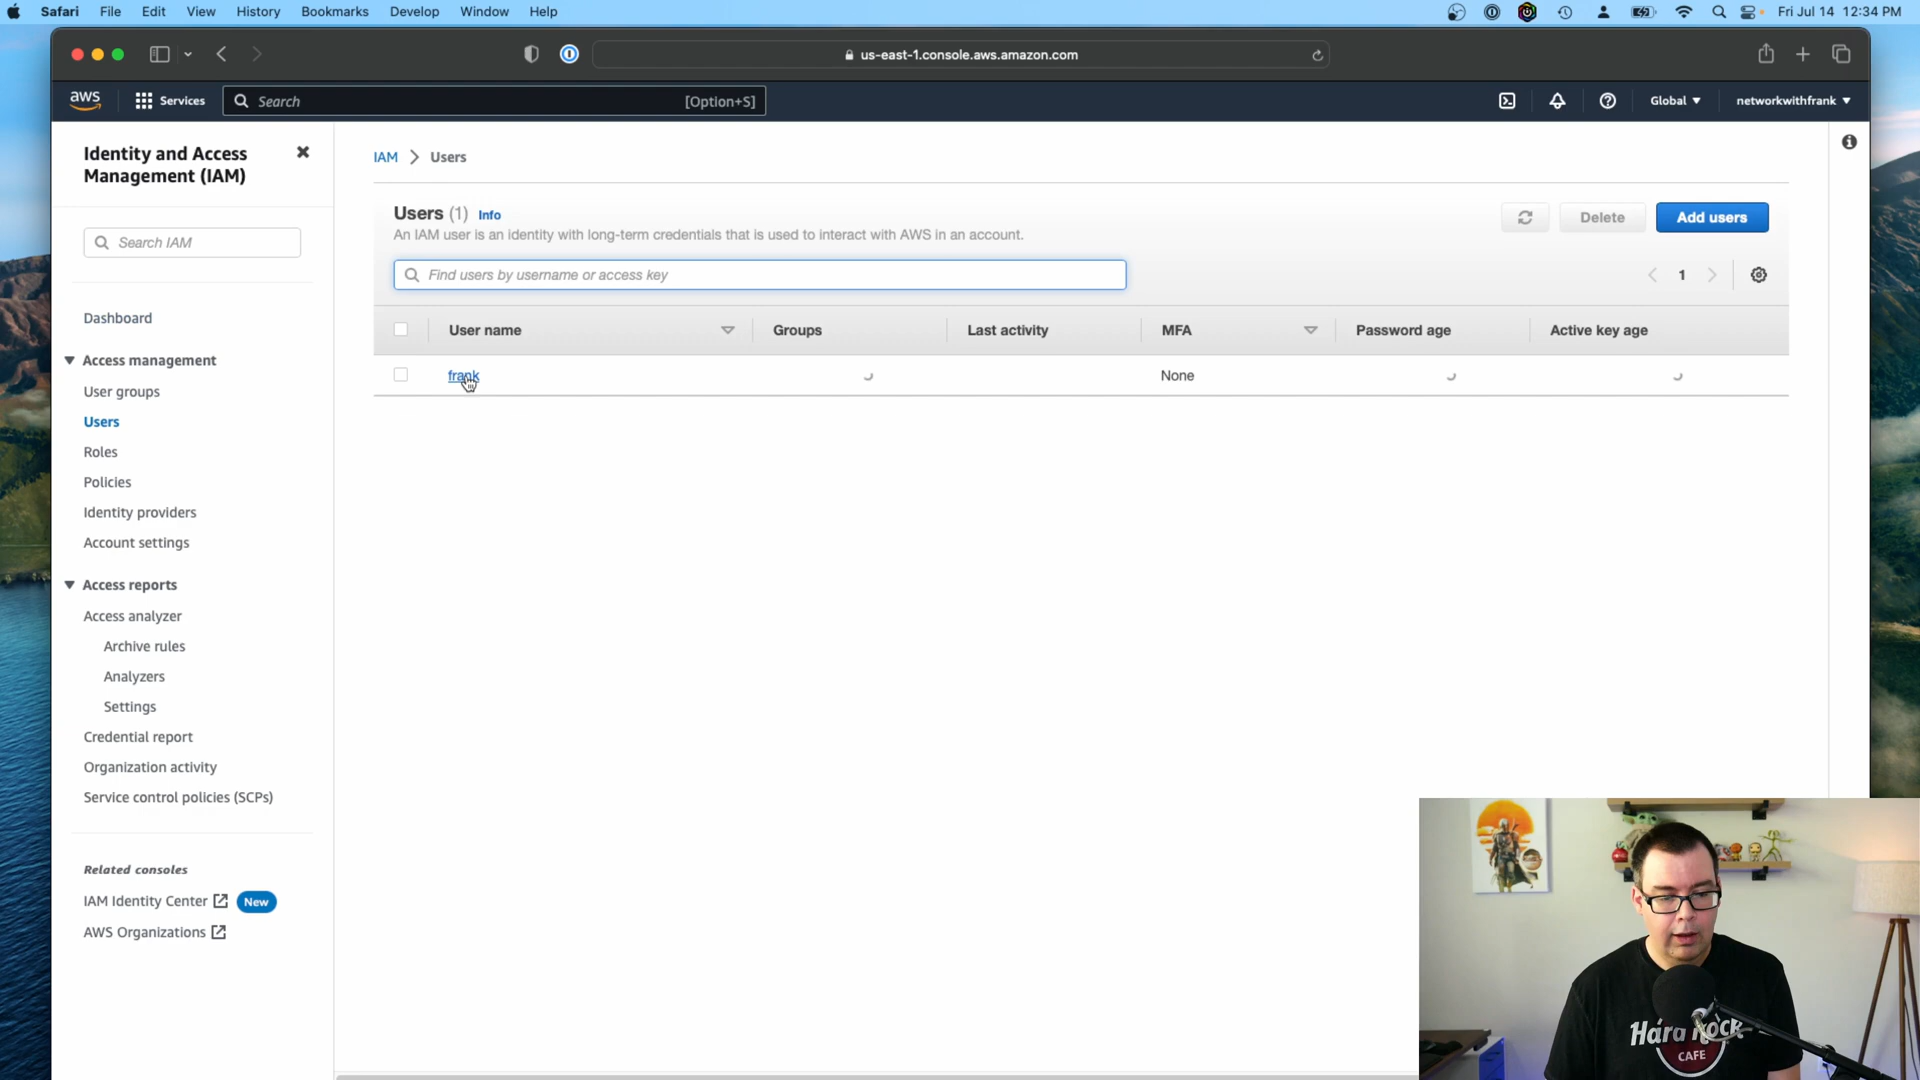 Safari File Edit View History Bookmarks Develop Window Help Fri Jul 14 12:34 PM
us-east-1.console.aws.amazon.com
aws Services Search [Option+S] Global networkwithfrank
Identity and Access
Management (IAM)
Search IAM
Dashboard
Access management
User groups
Users
Roles
Policies
Identity providers
Account settings
Access reports
Access analyzer
Archive rules
Analyzers
Settings
Credential report
Organization activity
Service control policies (SCPs)
Related consoles
IAM Identity Center New
AWS Organizations
IAM > Users
Users (1) Info
An IAM user is an identity with long-term credentials that is used to interact with AWS in an account.
Delete Add users
Find users by username or access key
1
User name Groups Last activity MFA Password age Active key age
frank None
Hard Rock
CAFE